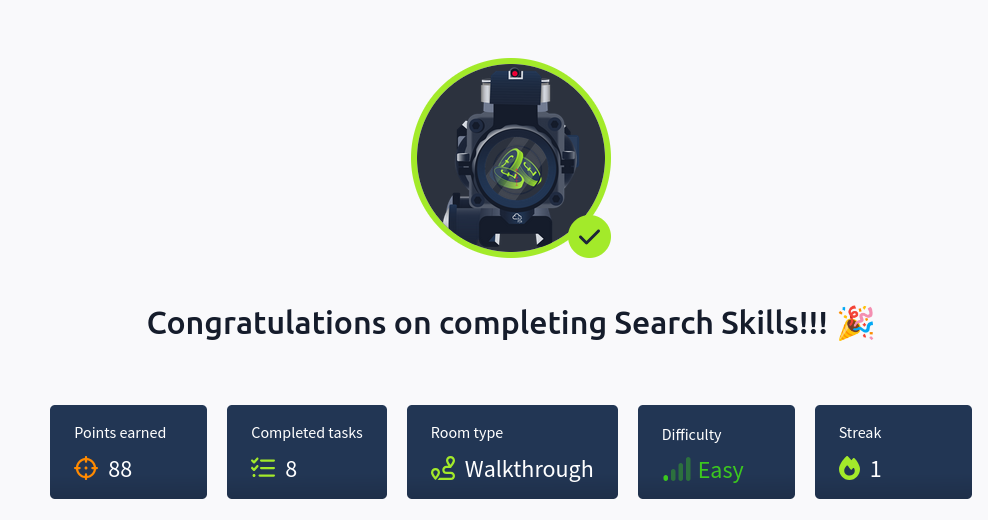 Congratulations on completing Search Skills!!! 🎉
Points earned
88
Completed tasks
8
Room type
Walkthrough
Difficulty
Easy
Streak
1